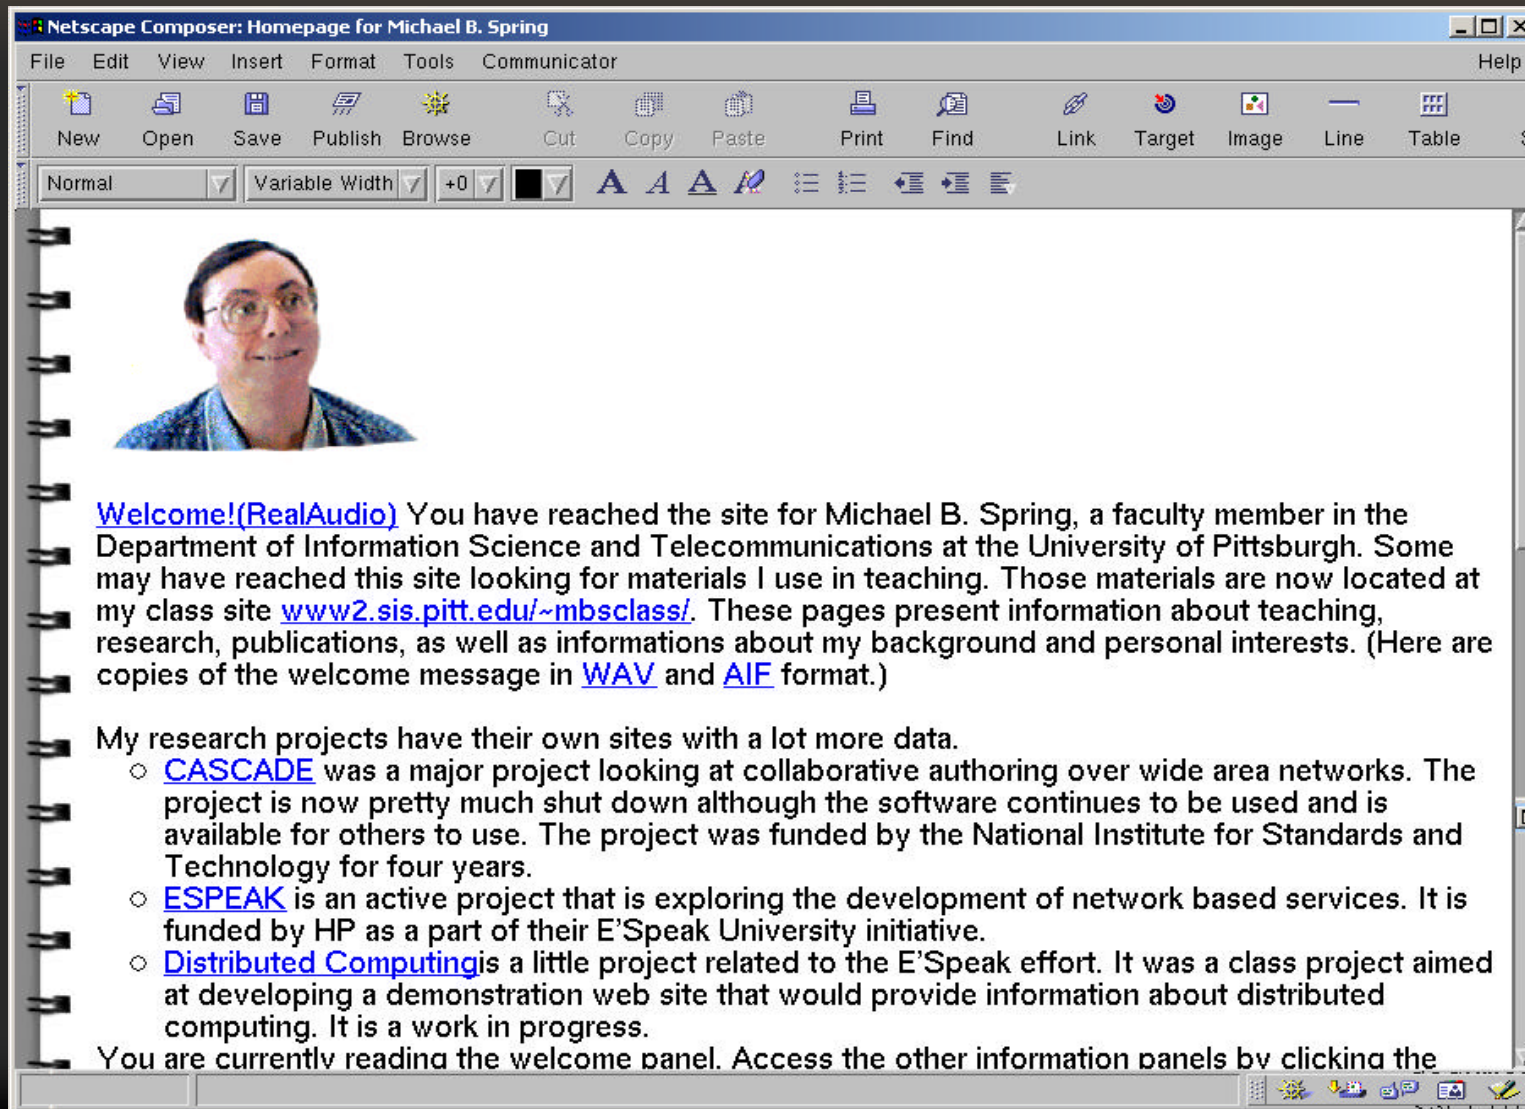 Netscape Composer: Homepage for Michael B. Spring
File Edit View Insert Format Tools Communicator Help
New Open Save Publish Browse Cut Copy Paste Print Find Link Target Image Line Table
Normal Variable Width +0 A A A
Welcome!(RealAudio) You have reached the site for Michael B. Spring, a faculty member in the
Department of Information Science and Telecommunications at the University of Pittsburgh. Some
may have reached this site looking for materials I use in teaching. Those materials are now located at
my class site www2.sis.pitt.edu/~mbsclass/. These pages present information about teaching,
research, publications, as well as informations about my background and personal interests. (Here are
copies of the welcome message in WAV and AIF format.)
My research projects have their own sites with a lot more data.
CASCADE was a major project looking at collaborative authoring over wide area networks. The
project is now pretty much shut down although the software continues to be used and is
available for others to use. The project was funded by the National Institute for Standards and
Technology for four years.
ESPEAK is an active project that is exploring the development of network based services. It is
funded by HP as a part of their E'Speak University initiative.
Distributed Computingis a little project related to the E'Speak effort. It was a class project aimed
at developing a demonstration web site that would provide information about distributed
computing. It is a work in progress.
You are currently reading the welcome panel. Access the other information panels by clicking the